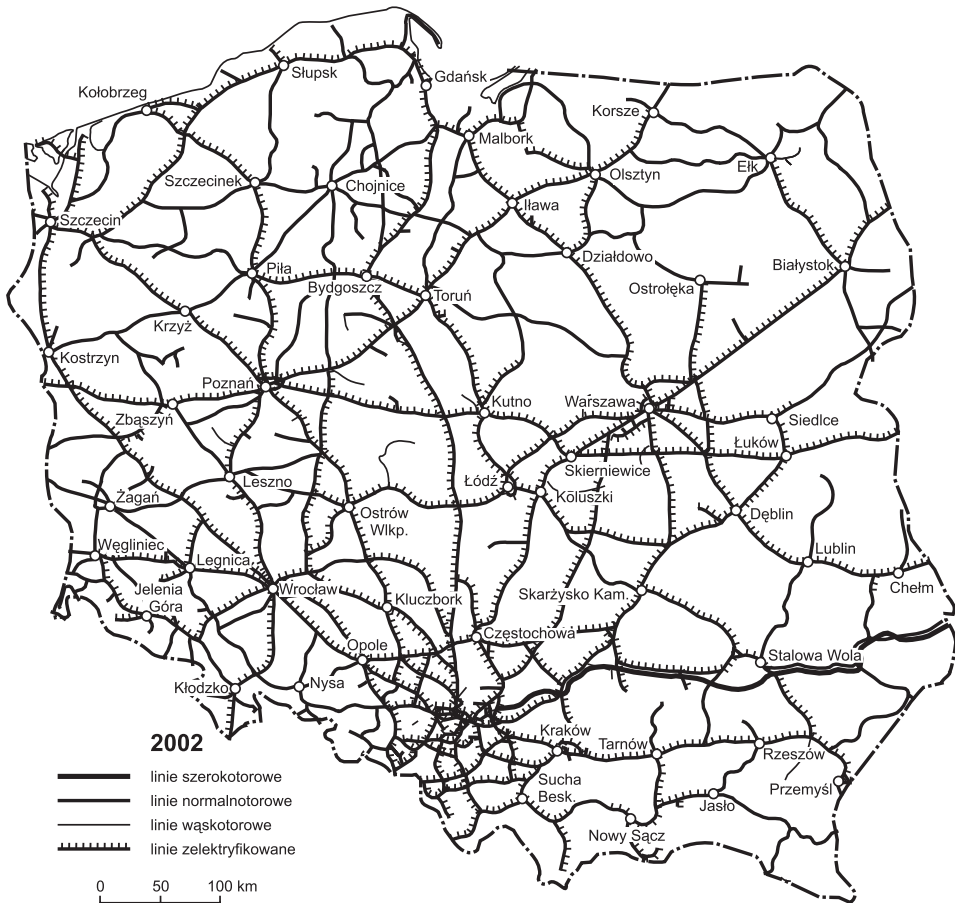 Słupsk
Gdańsk
Kołobrzeg
Korsze
Malbork
Ełk
Szczecinek
Chojnice
Olsztyn
Iława
Szczecin
Działdowo
Białystok
Piła
Bydgoszcz
Toruń
Ostrołęka
Krzyż
Kostrzyn
Poznań
Kutno
Warszawa
Zbąszyń
Siedlce
Łuków
Skierniewice
Leszno
Łódź
Koluszki
Żagań
Ostrów
Wlkp.
Dęblin
Węgliniec
Legnica
Lublin
Jelenia
Góra
Wrocław
Kluczbork
Skarżysko Kam.
Chełm
Częstochowa
Opole
Stalowa Wola
Kłodzko
Nysa
Kraków
Tarnów
Rzeszów
Przemyśl
Sucha
Besk.
Jasło
Nowy Sącz
2002
linie szerokotorowe
linie normalnotorowe
linie wąskotorowe
linie zelektryfikowane
0 50 100 km